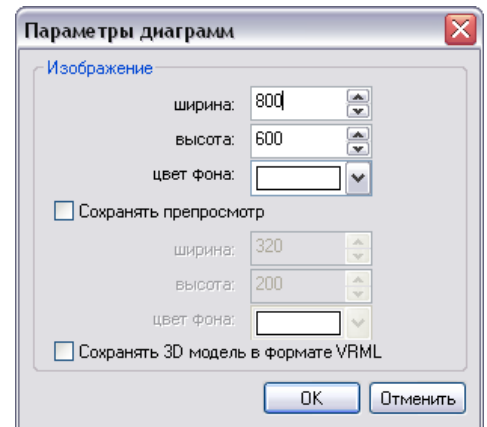 Параметры диаграмм
Изображение
ширина: 800
высота: 600
цвет фона:
Сохранять препросмотр
ширина: 320
высота: 200
цвет фона:
Сохранять 3D модель в формате VRML
OK Отменить